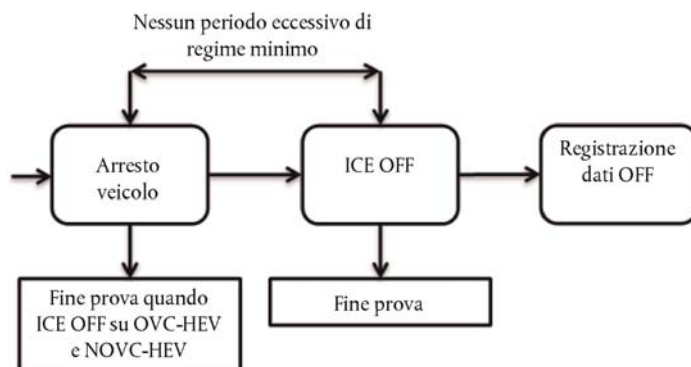 Nessun periodo eccessivo di
regime minimo
Arresto
veicolo
ICE OFF
Registrazione
dati OFF
Fine prova quando
ICE OFF su OVC-HEV
e NOVC-HEV
Fine prova